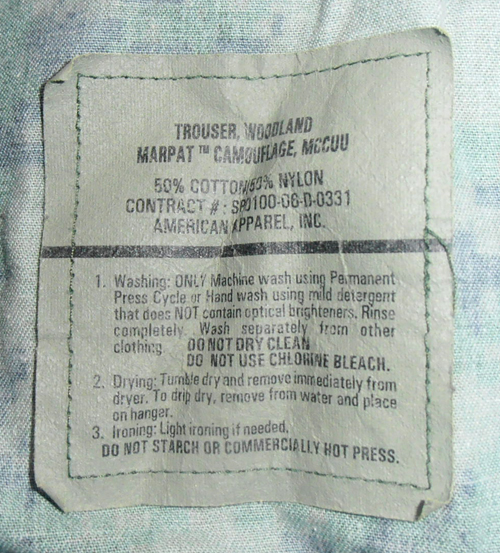 TROUSER, WOODLAND
MARPAT™ CAMOUFLAGE, MCCUU
50% COTTON/50% NYLON
CONTRACT #: SP0100-06-D-0331
AMERICAN APPAREL, INC.
1. Washing: ONLY Machine wash using Permanent
Press Cycle or Hand wash using mild detergent
that does NOT contain optical brighteners. Rinse
completely. Wash separately from other
clothing. DO NOT DRY CLEAN
DO NOT USE CHLORINE BLEACH.
2. Drying: Tumble dry and remove immediately from
dryer. To drip dry, remove from water and place
on hanger.
3. Ironing: Light ironing if needed.
DO NOT STARCH OR COMMERCIALLY HOT PRESS.